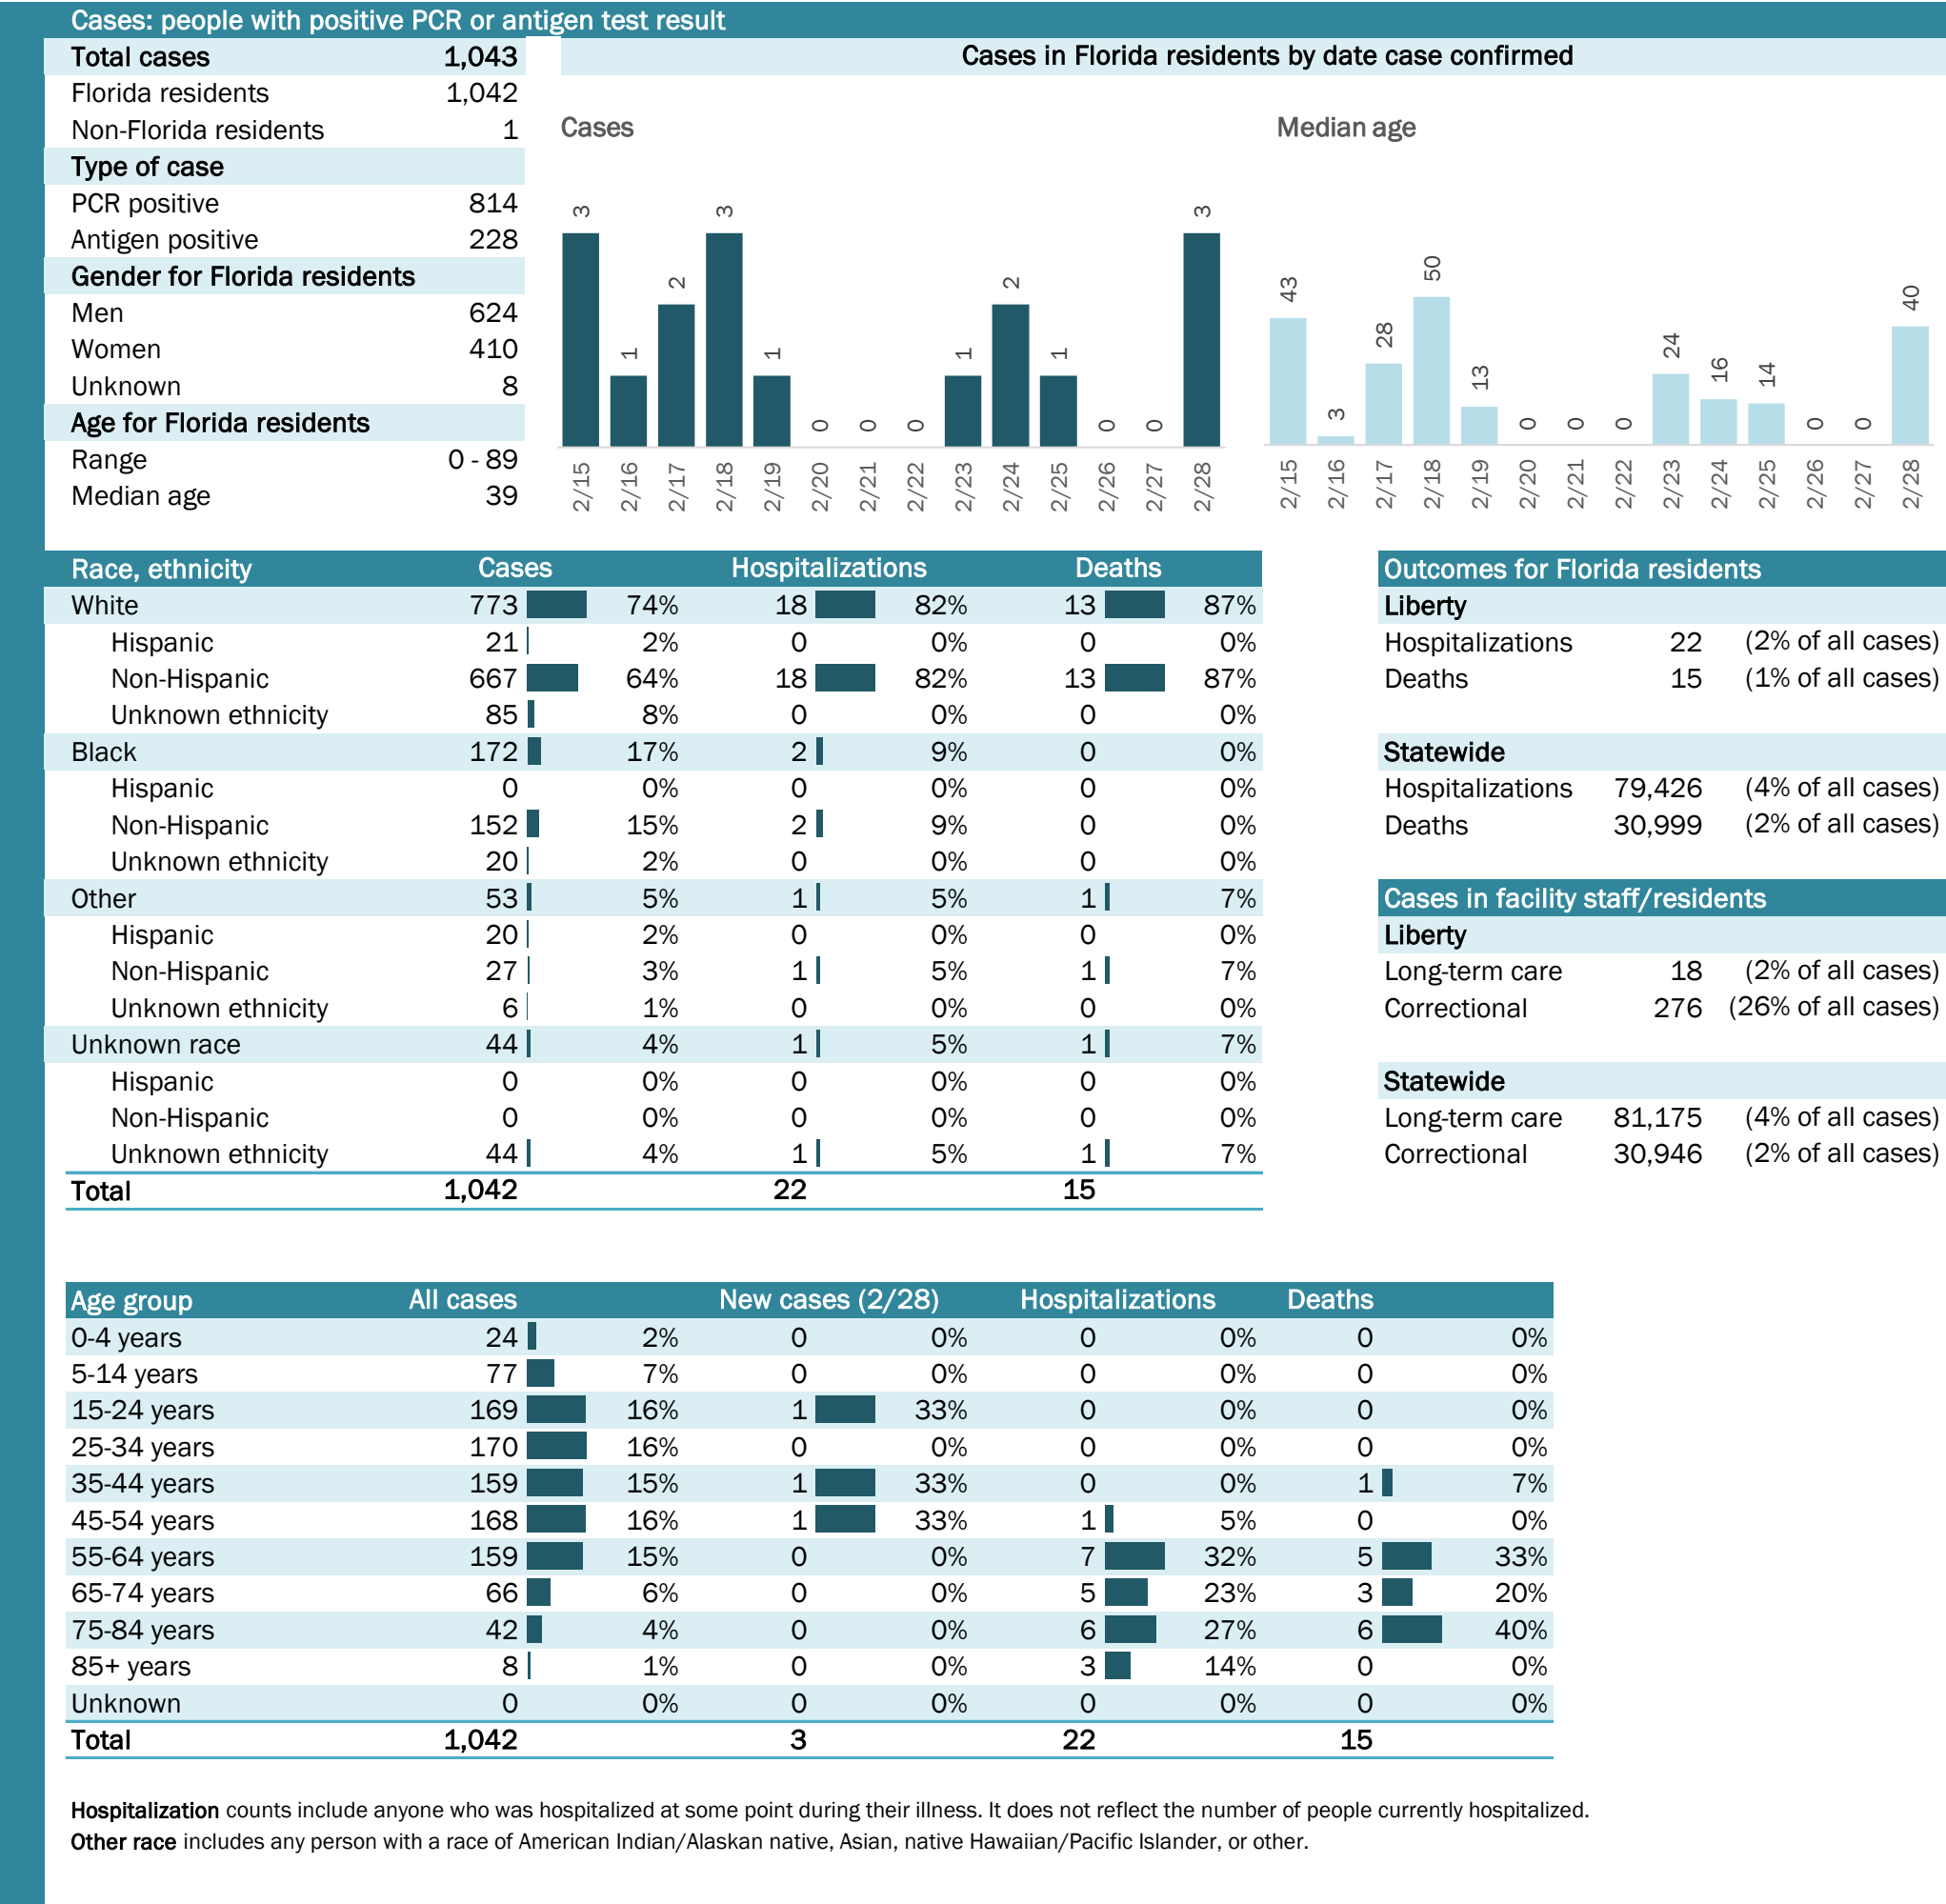 Cases: people with positive PCR or antigen test result
Total cases 1,043
Florida residents 1,042
Non-Florida residents 1
Type of case
PCR positive 814
Antigen positive 228
Gender for Florida residents
Men 624
Women 410
Unknown 8
Age for Florida residents
Range 0 - 89
Median age 39
Cases in Florida residents by date case confirmed
Cases
3 1 2 3 1 0 0 0 1 2 1 0 0 3
2/15 2/16 2/17 2/18 2/19 2/20 2/21 2/22 2/23 2/24 2/25 2/26 2/27 2/28
Median age
43 3 28 50 13 0 0 0 24 16 14 0 0 40
2/15 2/16 2/17 2/18 2/19 2/20 2/21 2/22 2/23 2/24 2/25 2/26 2/27 2/28
Race, ethnicity Cases Hospitalizations Deaths
White 773 74% 18 82% 13 87%
Hispanic 21 2% 0 0% 0 0%
Non-Hispanic 667 64% 18 82% 13 87%
Unknown ethnicity 85 8% 0 0% 0 0%
Black 172 17% 2 9% 0 0%
Hispanic 0 0% 0 0% 0 0%
Non-Hispanic 152 15% 2 9% 0 0%
Unknown ethnicity 20 2% 0 0% 0 0%
Other 53 5% 1 5% 1 7%
Hispanic 20 2% 0 0% 0 0%
Non-Hispanic 27 3% 1 5% 1 7%
Unknown ethnicity 6 1% 0 0% 0 0%
Unknown race 44 4% 1 5% 1 7%
Hispanic 0 0% 0 0% 0 0%
Non-Hispanic 0 0% 0 0% 0 0%
Unknown ethnicity 44 4% 1 5% 1 7%
Total 1,042 22 15
Outcomes for Florida residents
Liberty
Hospitalizations 22 (2% of all cases)
Deaths 15 (1% of all cases)
Statewide
Hospitalizations 79,426 (4% of all cases)
Deaths 30,999 (2% of all cases)
Cases in facility staff/residents
Liberty
Long-term care 18 (2% of all cases)
Correctional 276 (26% of all cases)
Statewide
Long-term care 81,175 (4% of all cases)
Correctional 30,946 (2% of all cases)
Age group All cases New cases (2/28) Hospitalizations Deaths
0-4 years 24 2% 0 0% 0 0% 0 0%
5-14 years 77 7% 0 0% 0 0% 0 0%
15-24 years 169 16% 1 33% 0 0% 0 0%
25-34 years 170 16% 0 0% 0 0% 0 0%
35-44 years 159 15% 1 33% 0 0% 1 7%
45-54 years 168 16% 1 33% 1 5% 0 0%
55-64 years 159 15% 0 0% 7 32% 5 33%
65-74 years 66 6% 0 0% 5 23% 3 20%
75-84 years 42 4% 0 0% 6 27% 6 40%
85+ years 8 1% 0 0% 3 14% 0 0%
Unknown 0 0% 0 0% 0 0% 0 0%
Total 1,042 3 22 15
Hospitalization counts include anyone who was hospitalized at some point during their illness. It does not reflect the number of people currently hospitalized.
Other race includes any person with a race of American Indian/Alaskan native, Asian, native Hawaiian/Pacific Islander, or other.